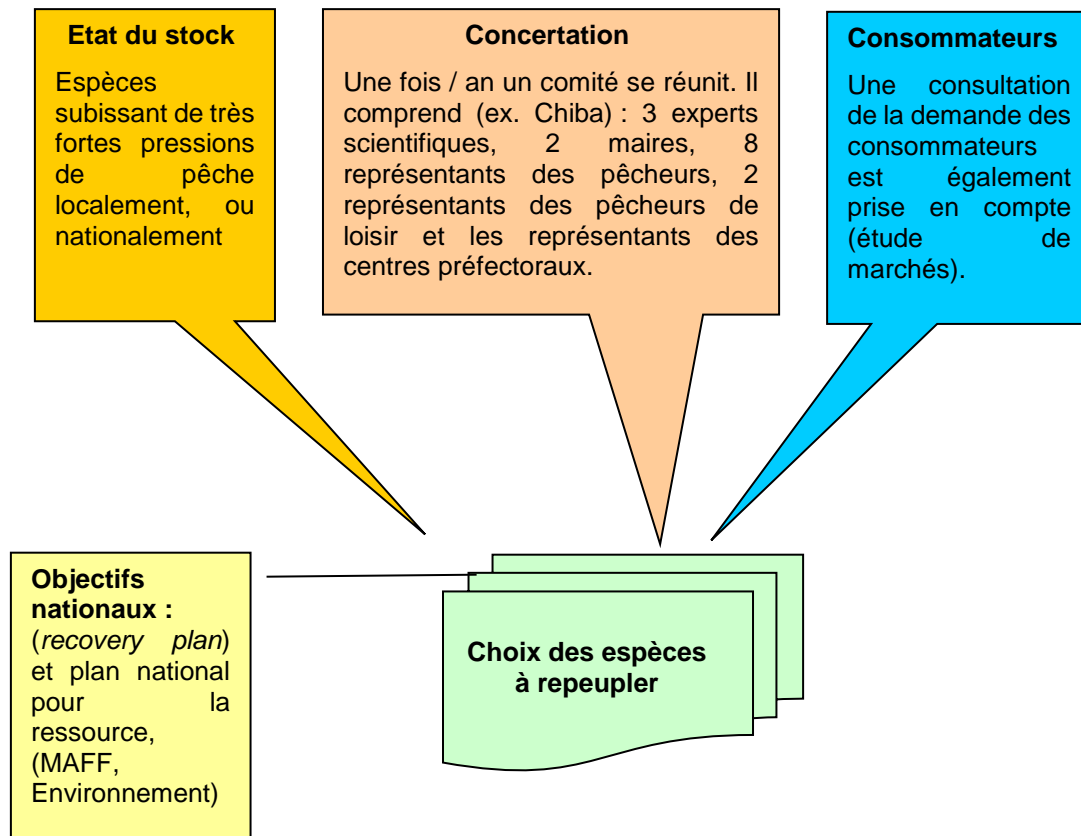 Etat du stock
Espèces
subissant de très
fortes pressions
de pêche
localement, ou
nationalement
Concertation
Une fois / an un comité se réunit. Il
comprend (ex. Chiba) : 3 experts
scientifiques, 2 maires, 8
représentants des pêcheurs, 2
représentants des pêcheurs de
loisir et les représentants des
centres préfectoraux.
Consommateurs
Une consultation
de la demande des
consommateurs
est également
prise en compte
(étude de
marchés).
Objectifs
nationaux :
(recovery plan)
et plan national
pour la
ressource,
(MAFF,
Environnement)
Choix des espèces
à repeupler